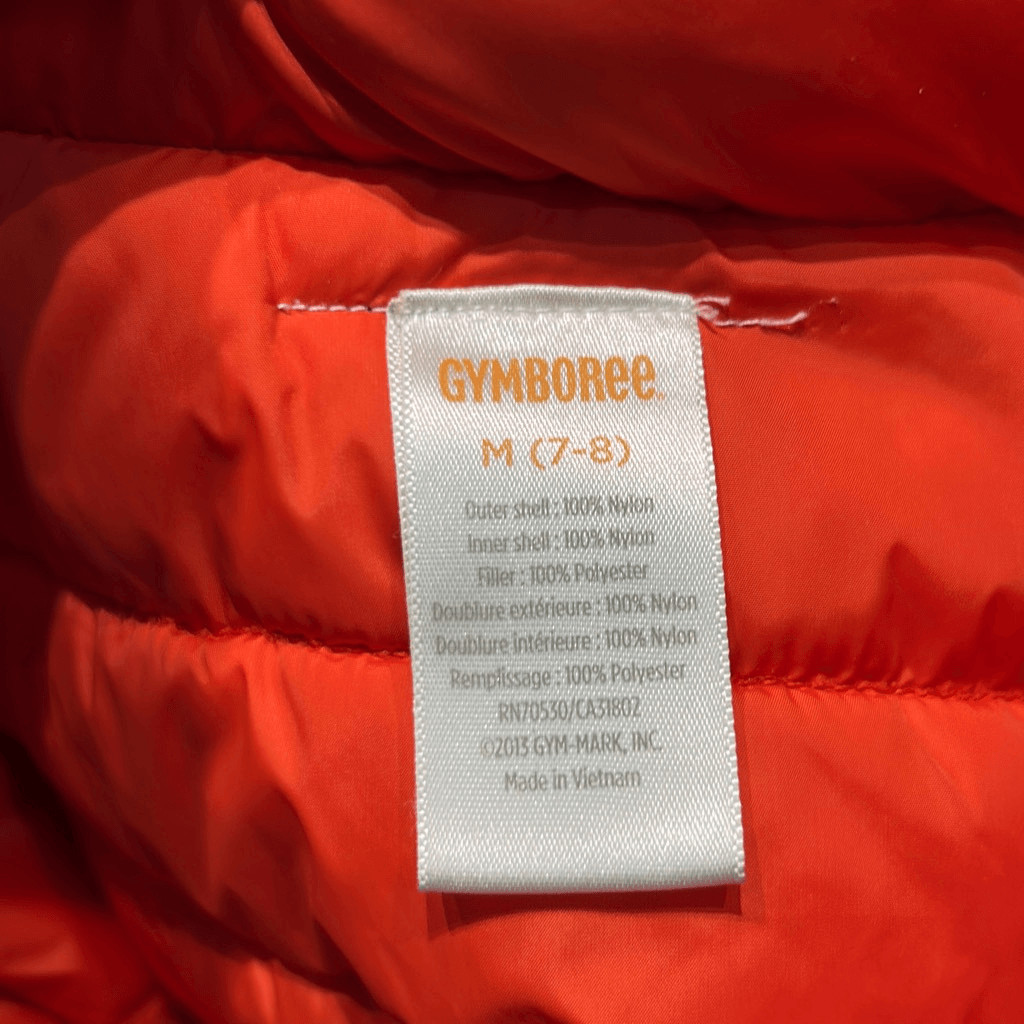 GYMBOREE
M (7-8)
Outer shell : 100% Nylon
Inner shell : 100% Nylon
Filler : 100% Polyester
Doublure extérieure : 100% Nylon
Doublure intérieure : 100% Nylon
Remplissage : 100% Polyester
RN70530/CA31802
©2013 GYM-MARK, INC.
Made in Vietnam